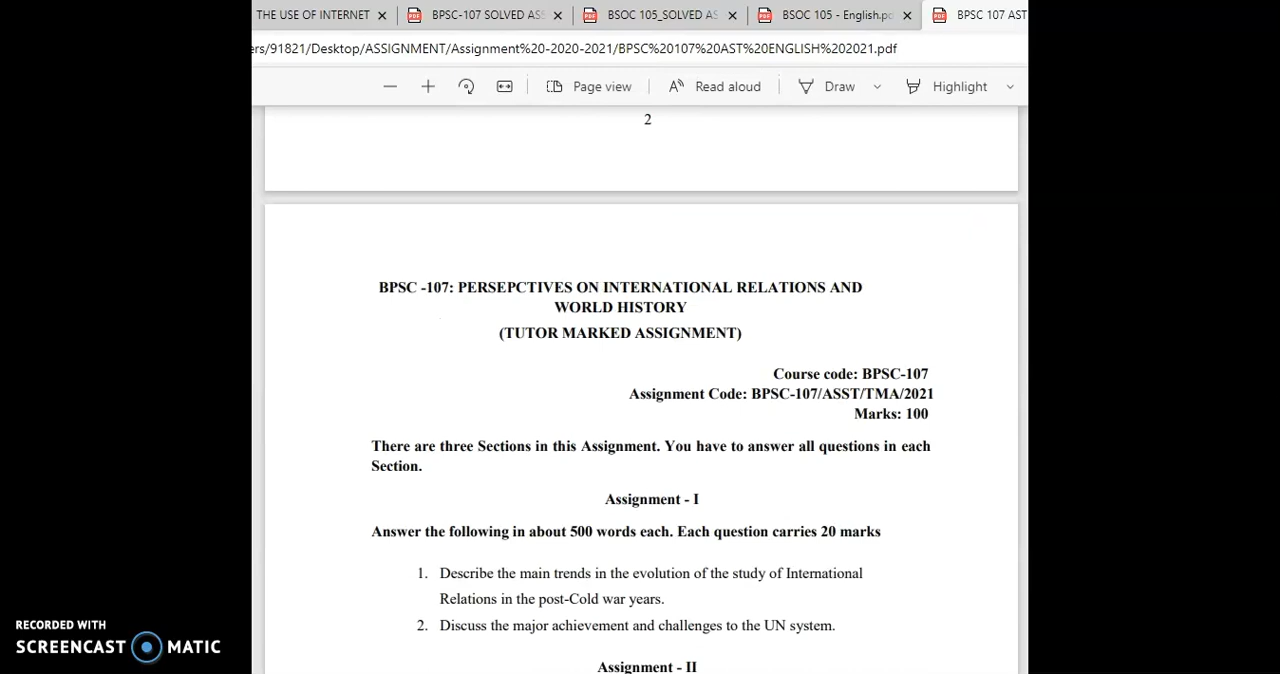 THE USE OF INTERNET
BPSC-107 SOLVED ASS
BSOC 105_SOLVED AS
BSOC 105 - English.pd
BPSC 107 AST
ers/91821/Desktop/ASSIGNMENT/Assignment%20-2020-2021/BPSC%20107%20AST%20ENGLISH%202021.pdf
Page view
Read aloud
Draw
Highlight
2
BPSC -107: PERSEPCTIVES ON INTERNATIONAL RELATIONS AND
WORLD HISTORY
(TUTOR MARKED ASSIGNMENT)
Course code: BPSC-107
Assignment Code: BPSC-107/ASST/TMA/2021
Marks: 100
There are three Sections in this Assignment. You have to answer all questions in each
Section.
Assignment - I
Answer the following in about 500 words each. Each question carries 20 marks
1. Describe the main trends in the evolution of the study of International
Relations in the post-Cold war years.
2. Discuss the major achievement and challenges to the UN system.
Assignment - II
RECORDED WITH
SCREENCAST MATIC